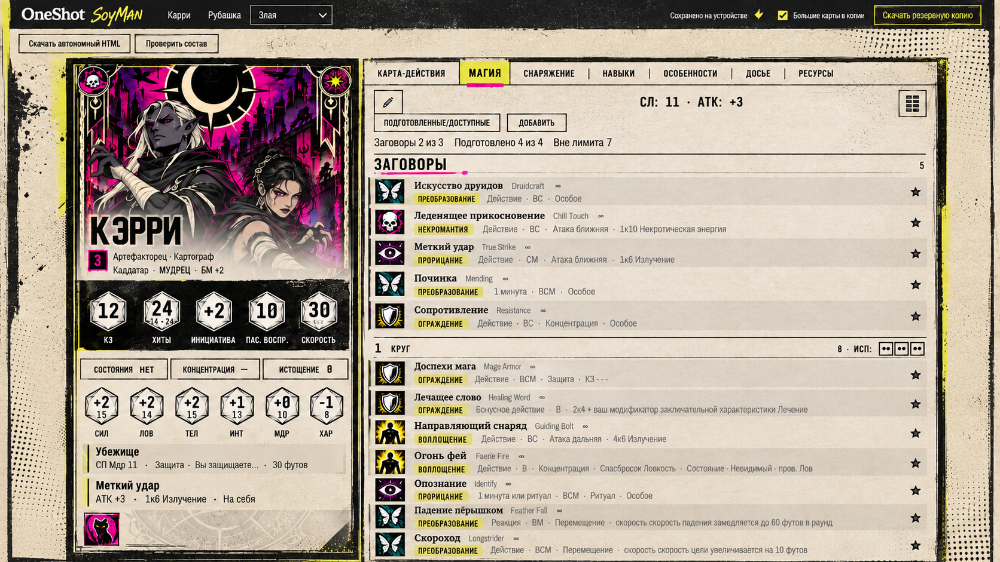 OneShot SoyMAN Карри Рубашка Злая Сохранено на устройстве Большие карты в копии Скачать резервную копию
Скачать автономный HTML Проверить состав
КЭРРИ
3
Артефакторец · Картограф
Каддатар · МУДРЕЦ · БМ +2
12 24 +2 10 30
14 - 24
КЗ ХИТЫ ИНИЦИАТИВА ПАС. ВОСПР. СКОРОСТЬ
СОСТОЯНИЯ НЕТ КОНЦЕНТРАЦИЯ — ИСТОЩЕНИЕ 0
+2 +2 +2 +1 +0 -1
15 14 15 13 10 8
СИЛ ЛОВ ТЕЛ ИНТ МДР ХАР
Убежище
СП Мдр 11 · Защита - Вы защищаете... · 30 футов
Меткий удар
АТК +3 · 1к6 Излучение · На себя
КАРТА-ДЕЙСТВИЯ МАГИЯ СНАРЯЖЕНИЕ | НАВЫКИ | ОСОБЕННОСТИ | ДОСЬЕ | РЕСУРСЫ
СЛ: 11 · АТК: +3
ПОДГОТОВЛЕННЫЕ/ДОСТУПНЫЕ ДОБАВИТЬ
Заговоры 2 из 3 Подготовлено 4 из 4 Вне лимита 7
ЗАГОВОРЫ 5
Искусство друидов Druidcraft ∞
ПРЕОБРАЗОВАНИЕ Действие · ВС · Особое
Леденящее прикосновение Chill Touch ∞
НЕКРОМАНТИЯ Действие · ВС · Атака ближняя · 1к10 Некротическая энергия
Меткий удар True Strike ∞
ПРОРИЦАНИЕ Действие · СМ · Атака ближняя · 1к6 Излучение
Починка Mending ∞
ПРЕОБРАЗОВАНИЕ · 1 минута · ВСМ · Особое
Сопротивление Resistance ∞
ОГРАЖДЕНИЕ Действие · ВС · Концентрация · Особое
1 КРУГ 8 · ИСП:
Доспехи мага Mage Armor ∞
ОГРАЖДЕНИЕ Действие · ВСМ · Защита · КЗ - - -
Лечащее слово Healing Word ∞
ОГРАЖДЕНИЕ Бонусное действие · В · 2к4 + ваш модификатор заключательной характеристики Лечение
Направляющий снаряд Guiding Bolt ∞
ВОЛЛОЩЕНИЕ Действие · ВС · Атака дальняя · 4к6 Излучение
Огонь фей Faerie Fire ∞
ВОЛЛОЩЕНИЕ Действие · В · Концентрация · Спасбросок Ловкость · Состояние - Невидимый - пров. Лов
Опознание Identify ∞
ПРОРИЦАНИЕ 1 минута или ритуал · ВСМ · Ритуал · Особое
Падение пёрышком Feather Fall ∞
ПРЕОБРАЗОВАНИЕ Реакция · ВМ · Перемещение · скорость скорость падения замедляется до 60 футов в раунд
Скороход Longstrider ∞
ПРЕОБРАЗОВАНИЕ Действие · ВСМ · Перемещение · скорость скорость цели увеличивается на 10 футов